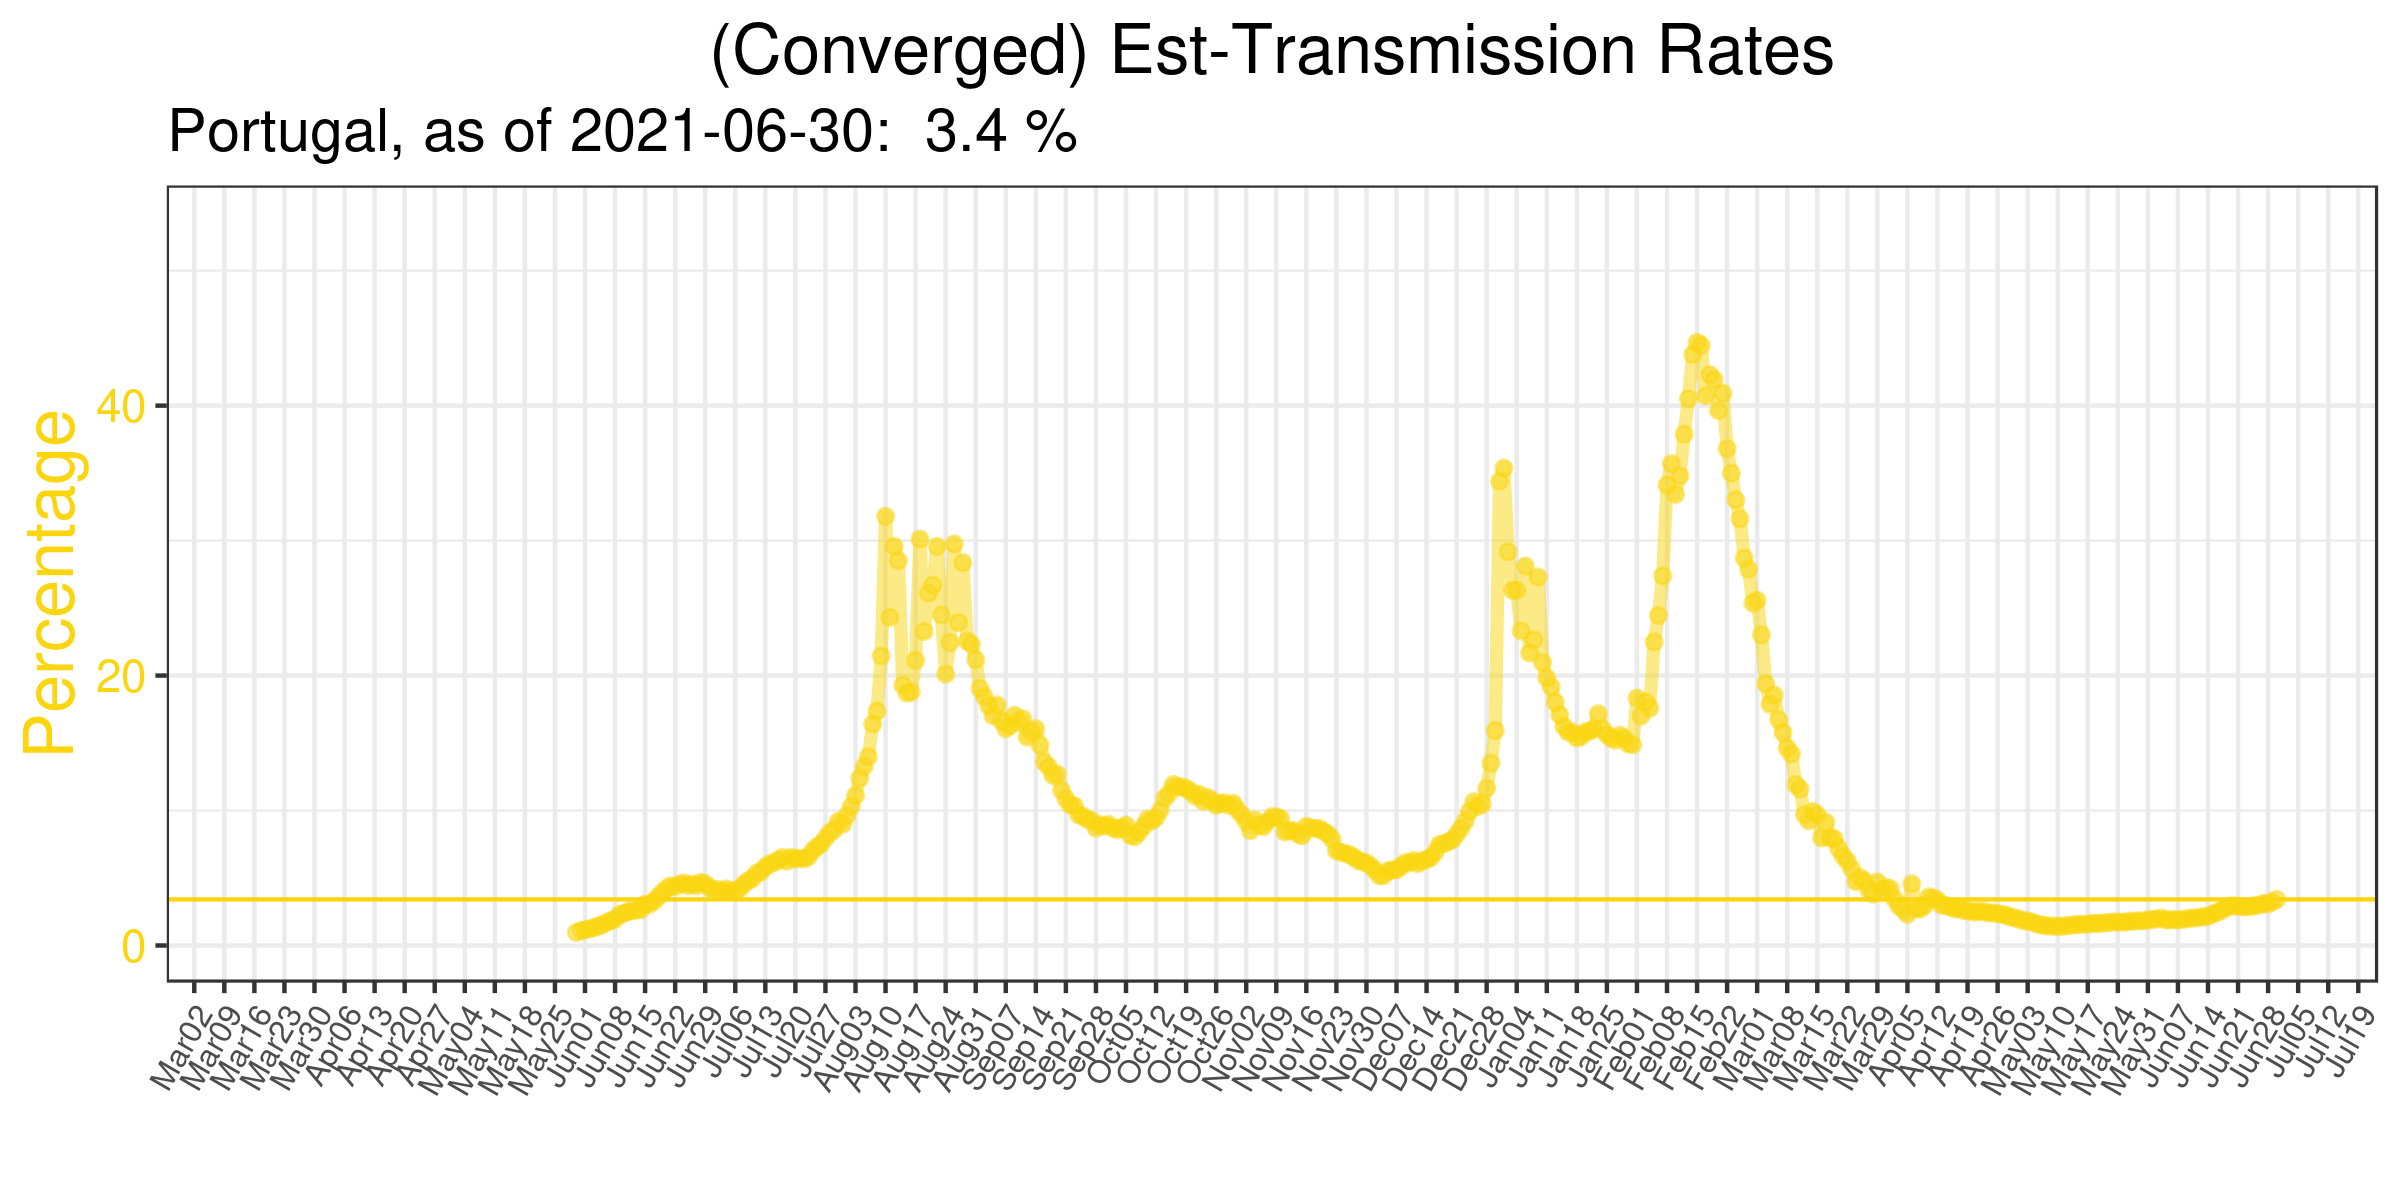 (Converged) Est-Transmission Rates
Portugal, as of 2021-06-30:  3.4 %
Percentage
40
20
0
Mar02
Mar09
Mar16
Mar23
Mar30
Apr06
Apr13
Apr20
Apr27
May04
May11
May18
May25
Jun01
Jun08
Jun15
Jun22
Jun29
Jul06
Jul13
Jul20
Jul27
Aug03
Aug10
Aug17
Aug24
Aug31
Sep07
Sep14
Sep21
Sep28
Oct05
Oct12
Oct19
Oct26
Nov02
Nov09
Nov16
Nov23
Nov30
Dec07
Dec14
Dec21
Dec28
Jan04
Jan11
Jan18
Jan25
Feb01
Feb08
Feb15
Feb22
Mar01
Mar08
Mar15
Mar22
Mar29
Apr05
Apr12
Apr19
Apr26
May03
May10
May17
May24
May31
Jun07
Jun14
Jun21
Jun28
Jul05
Jul12
Jul19